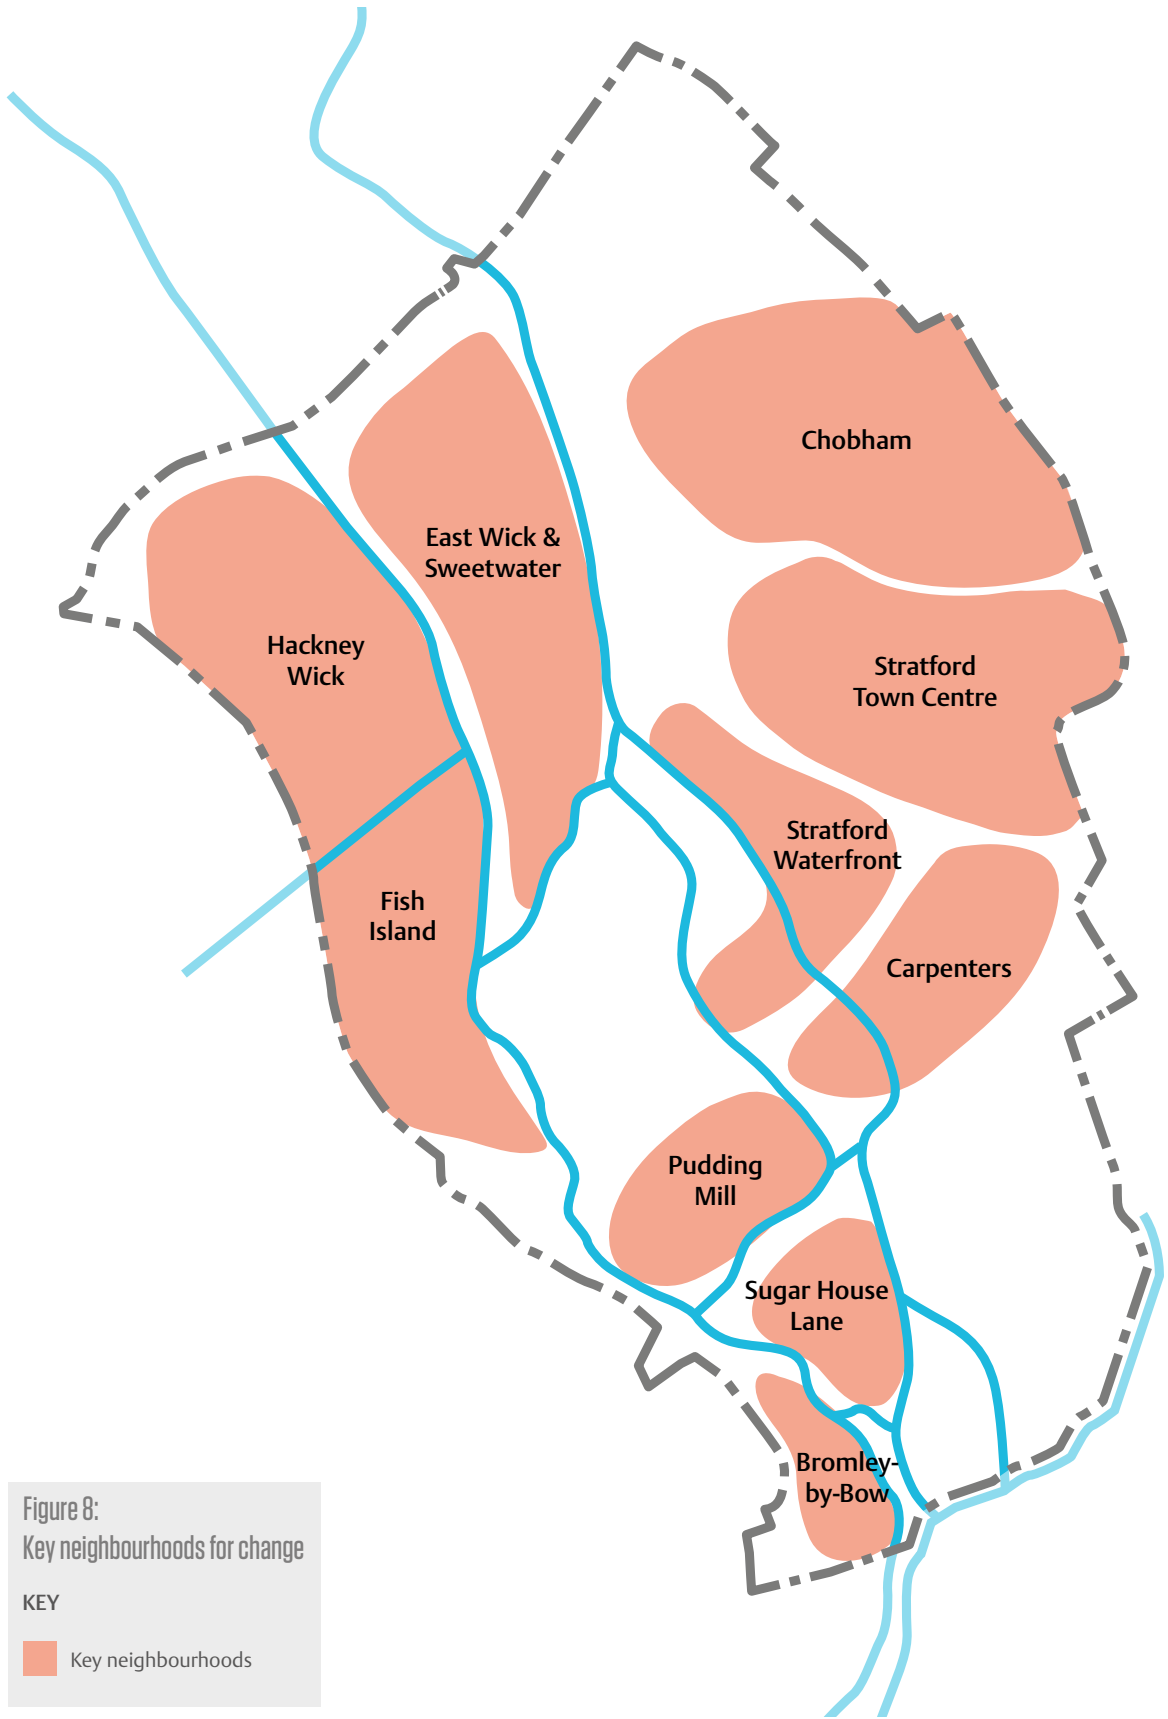 Chobham
East Wick &
Sweetwater
Hackney
Wick
Stratford
Town Centre
Stratford
Waterfront
Fish
Island
Carpenters
Pudding
Mill
Sugar House
Lane
Bromley-
by-Bow
Figure 8:
Key neighbourhoods for change
KEY
Key neighbourhoods